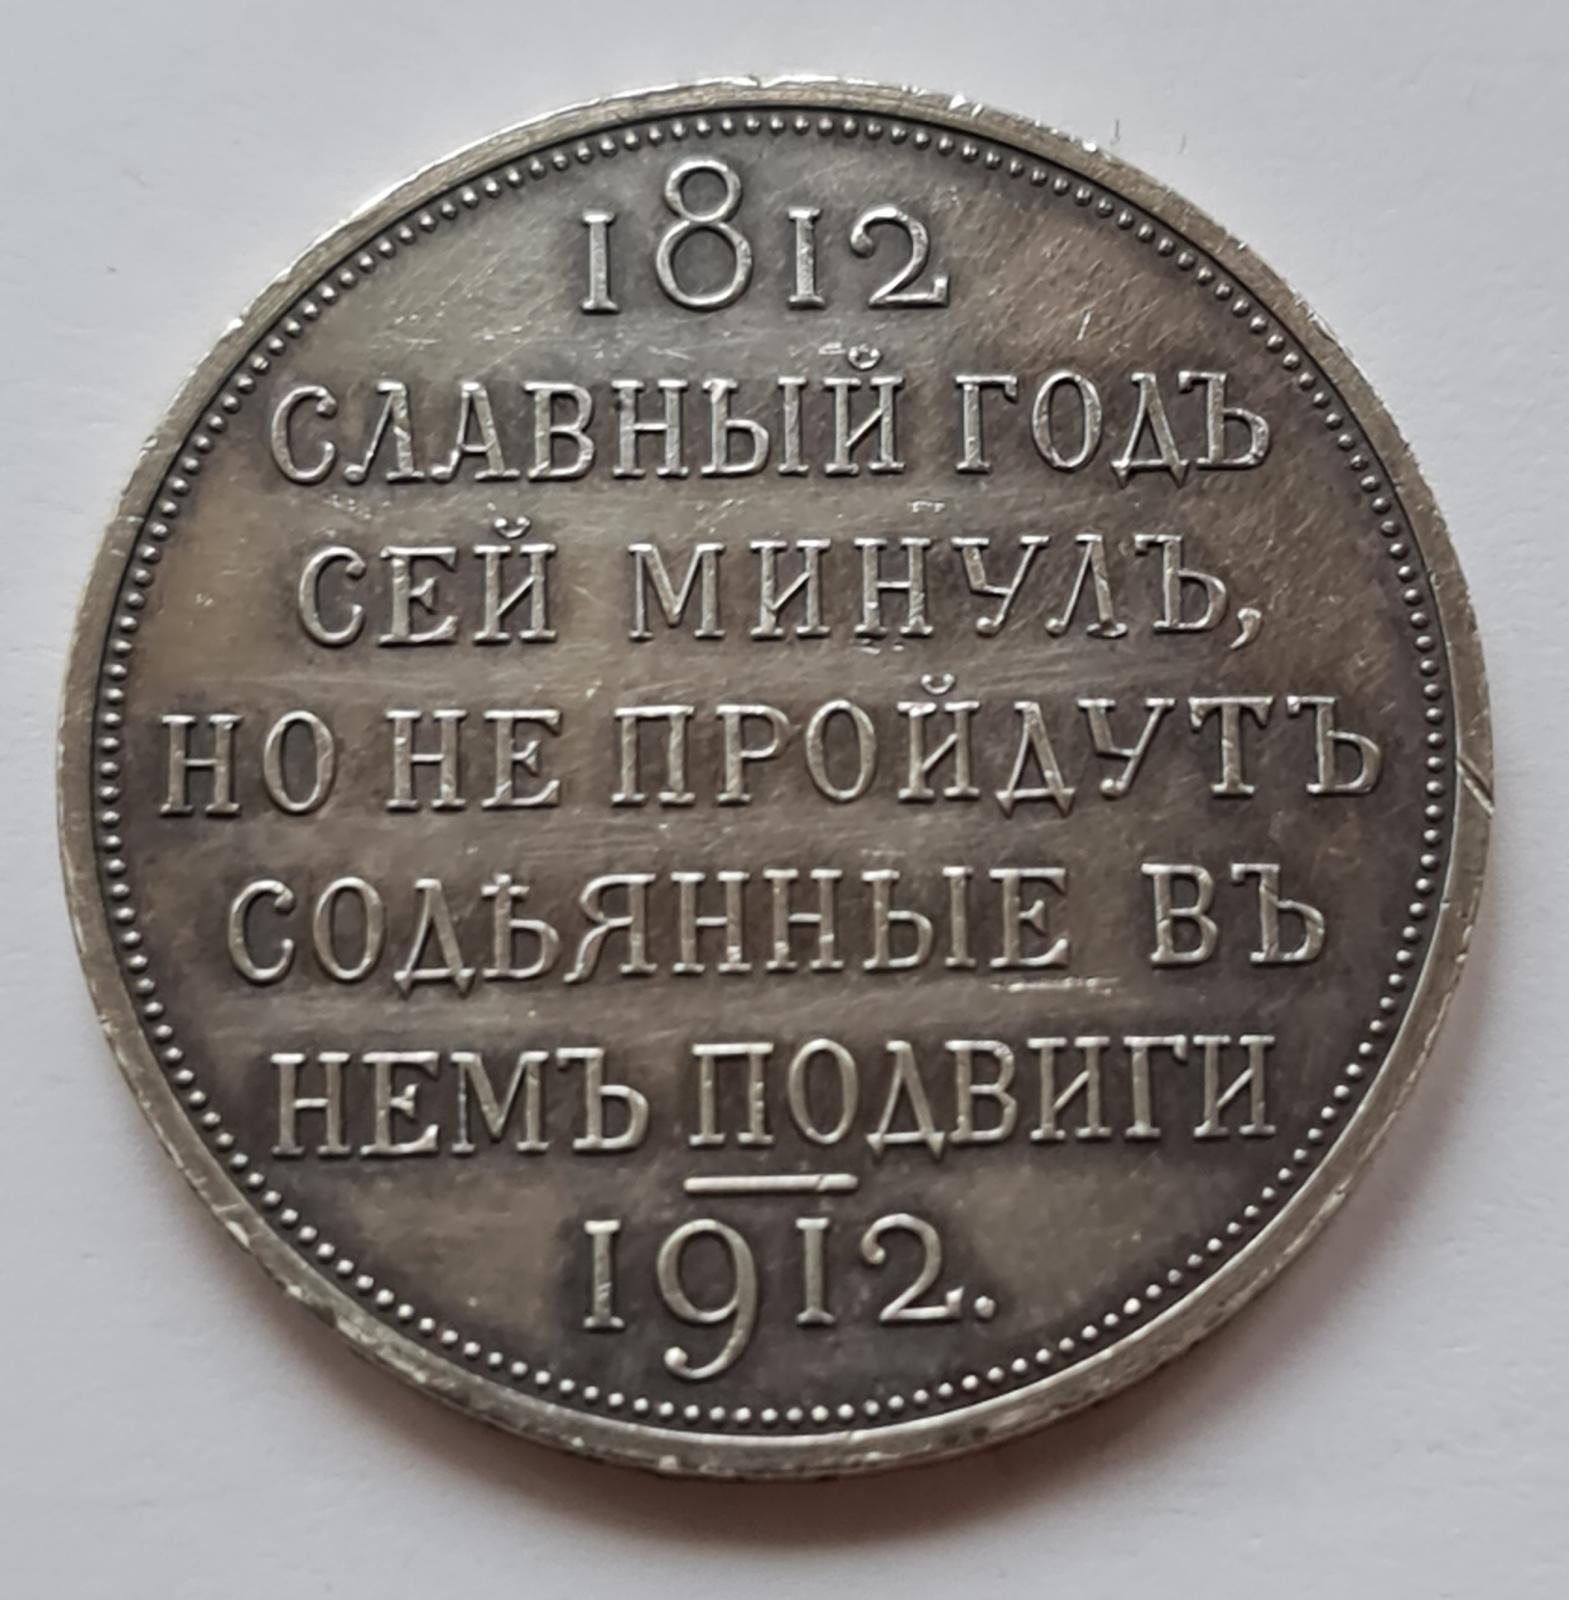 1812
СЛАВНЫЙ ГОДЪ
СЕЙ МИНУЛЪ,
НО НЕ ПРОЙДУТЪ
СОДѢЯННЫЕ ВЪ
НЕМЪ ПОДВИГИ
1912.